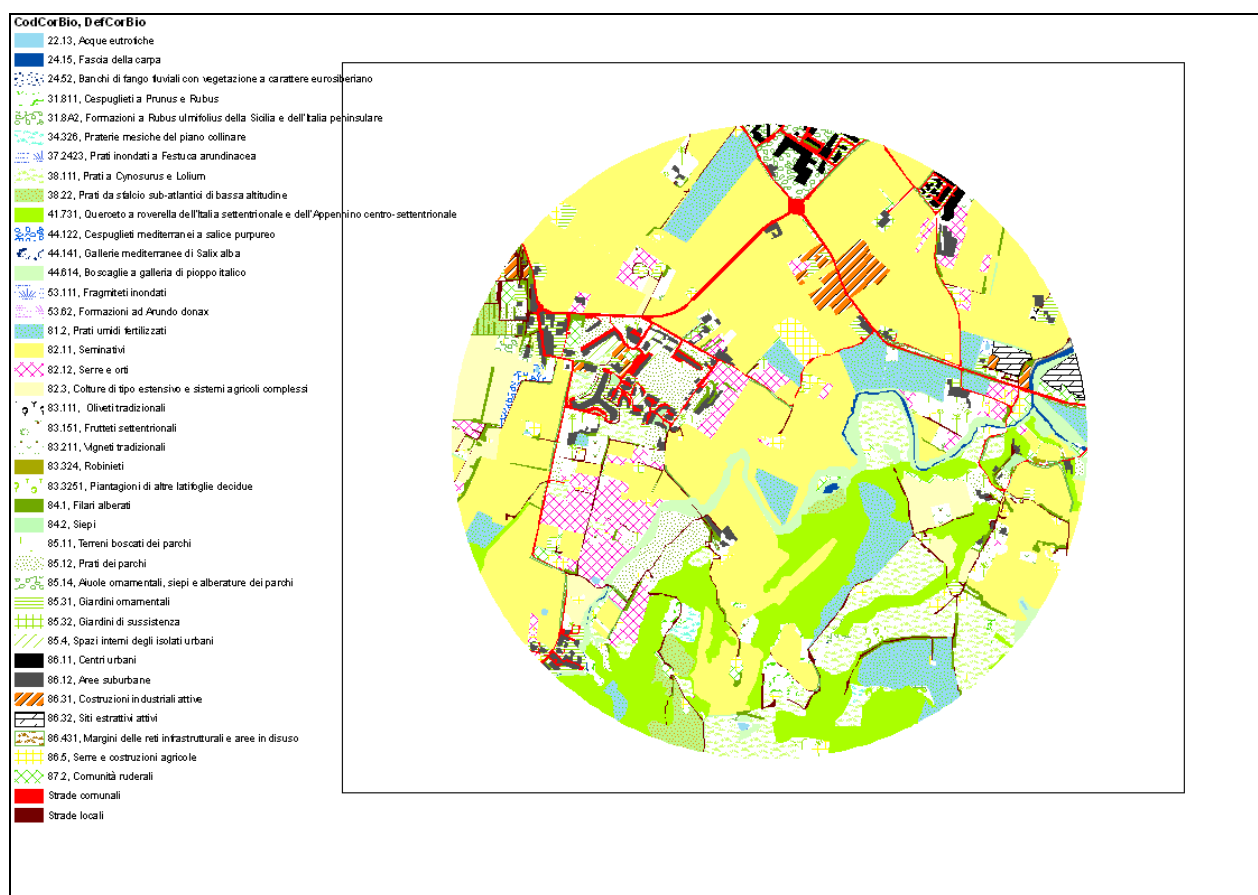 CodCorBio, DefCorBio
22.13, Acque eutrofiche
24.15, Fascia della carpa
24.52, Banchi di fango fluviali con vegetazione a carattere eurosiberiano
31.811, Cespuglieti a Prunus e Rubus
31.8A2, Formazioni a Rubus ulmifolius della Sicilia e dell'Italia peninsulare
34.326, Praterie mesiche del piano collinare
37.2423, Prati inondati a Festuca arundinacea
38.111, Prati a Cynosurus e Lolium
38.22, Prati da sfalcio sub-atlantici di bassa altitudine
41.731, Querceto a roverella dell'Italia settentrionale e dell'Appennino centro-settentrionale
44.122, Cespuglieti mediterranei a salice purpureo
44.141, Gallerie mediterranee di Salix alba
44.614, Boscaglie a galleria di pioppo italico
53.111, Fragmiteti inondati
53.62, Formazioni ad Arundo donax
81.2, Prati umidi fertilizzati
82.11, Seminativi
82.12, Serre e orti
82.3, Colture di tipo estensivo e sistemi agricoli complessi
83.111, Oliveti tradizionali
83.151, Frutteti settentrionali
83.211, Vigneti tradizionali
83.324, Robinieti
83.3251, Piantagioni di altre latifoglie decidue
84.1, Filari alberati
84.2, Siepi
85.11, Terreni boscati dei parchi
85.12, Prati dei parchi
85.14, Aiuole ornamentali, siepi e alberature dei parchi
85.31, Giardini ornamentali
85.32, Giardini di sussistenza
85.4, Spazi interni degli isolati urbani
86.11, Centri urbani
86.12, Aree suburbane
86.31, Costruzioni industriali attive
86.32, Siti estrattivi attivi
86.431, Margini delle reti infrastrutturali e aree in disuso
86.5, Serre e costruzioni agricole
87.2, Comunità ruderali
Strade comunali
Strade locali